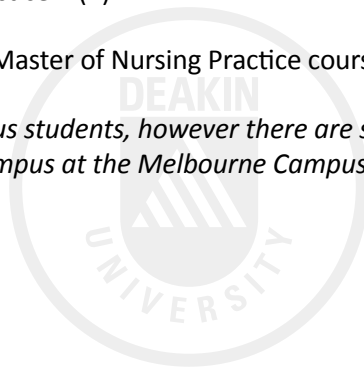 Master of Nursing Practice cours
DEAKIN
us students, however there are s
mpus at the Melbourne Campus
UNIVERSITY